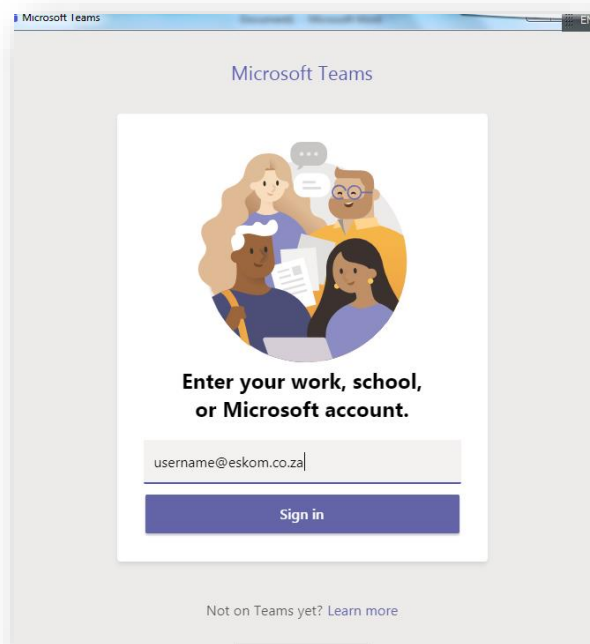 Microsoft Teams
EN
Microsoft Teams
Enter your work, school,
or Microsoft account.
username@eskom.co.za
Sign in
Not on Teams yet? Learn more